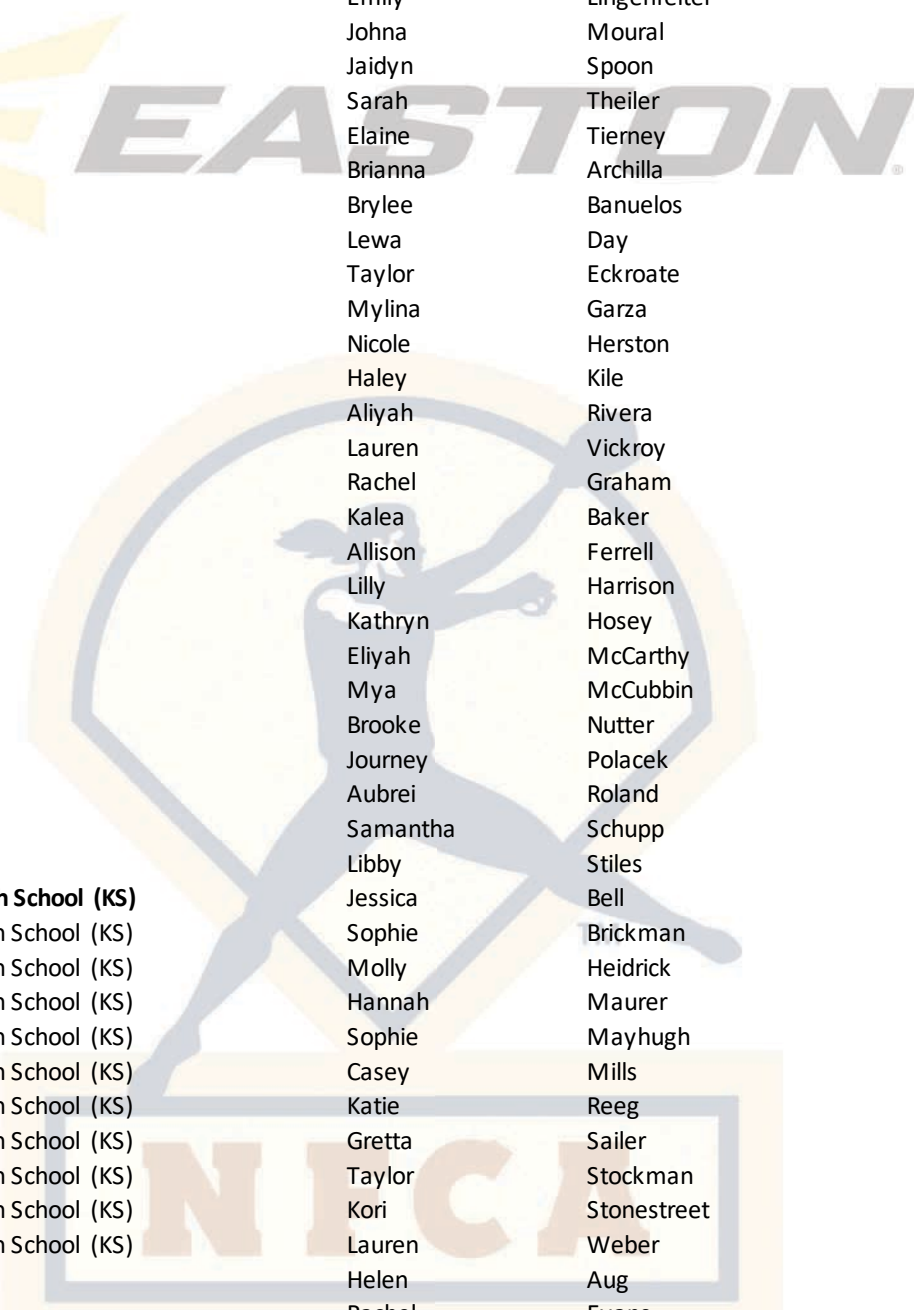 Emily Lingenfelter
Johna Moural
Jaidyn Spoon
EASTON®
Sarah Theiler
Elaine Tierney
Brianna Archilla
Brylee Banuelos
Lewa Day
Taylor Eckroate
Mylina Garza
Nicole Herston
Haley Kile
Aliyah Rivera
Lauren Vickroy
Rachel Graham
Kalea Baker
Allison Ferrell
Lilly Harrison
Kathryn Hosey
Eliyah McCarthy
Mya McCubbin
Brooke Nutter
Journey Polacek
Aubrei Roland
Samantha Schupp
Libby Stiles
School (KS) Jessica Bell
School (KS) Sophie Brickman
TM
School (KS) Molly Heidrick
School (KS) Hannah Maurer
School (KS) Sophie Mayhugh
School (KS) Casey Mills
School (KS) Katie Reeg
School (KS) Gretta Sailer
School (KS) Taylor Stockman
NFCA
School (KS) Kori Stonestreet
School (KS) Lauren Weber
Helen Aug